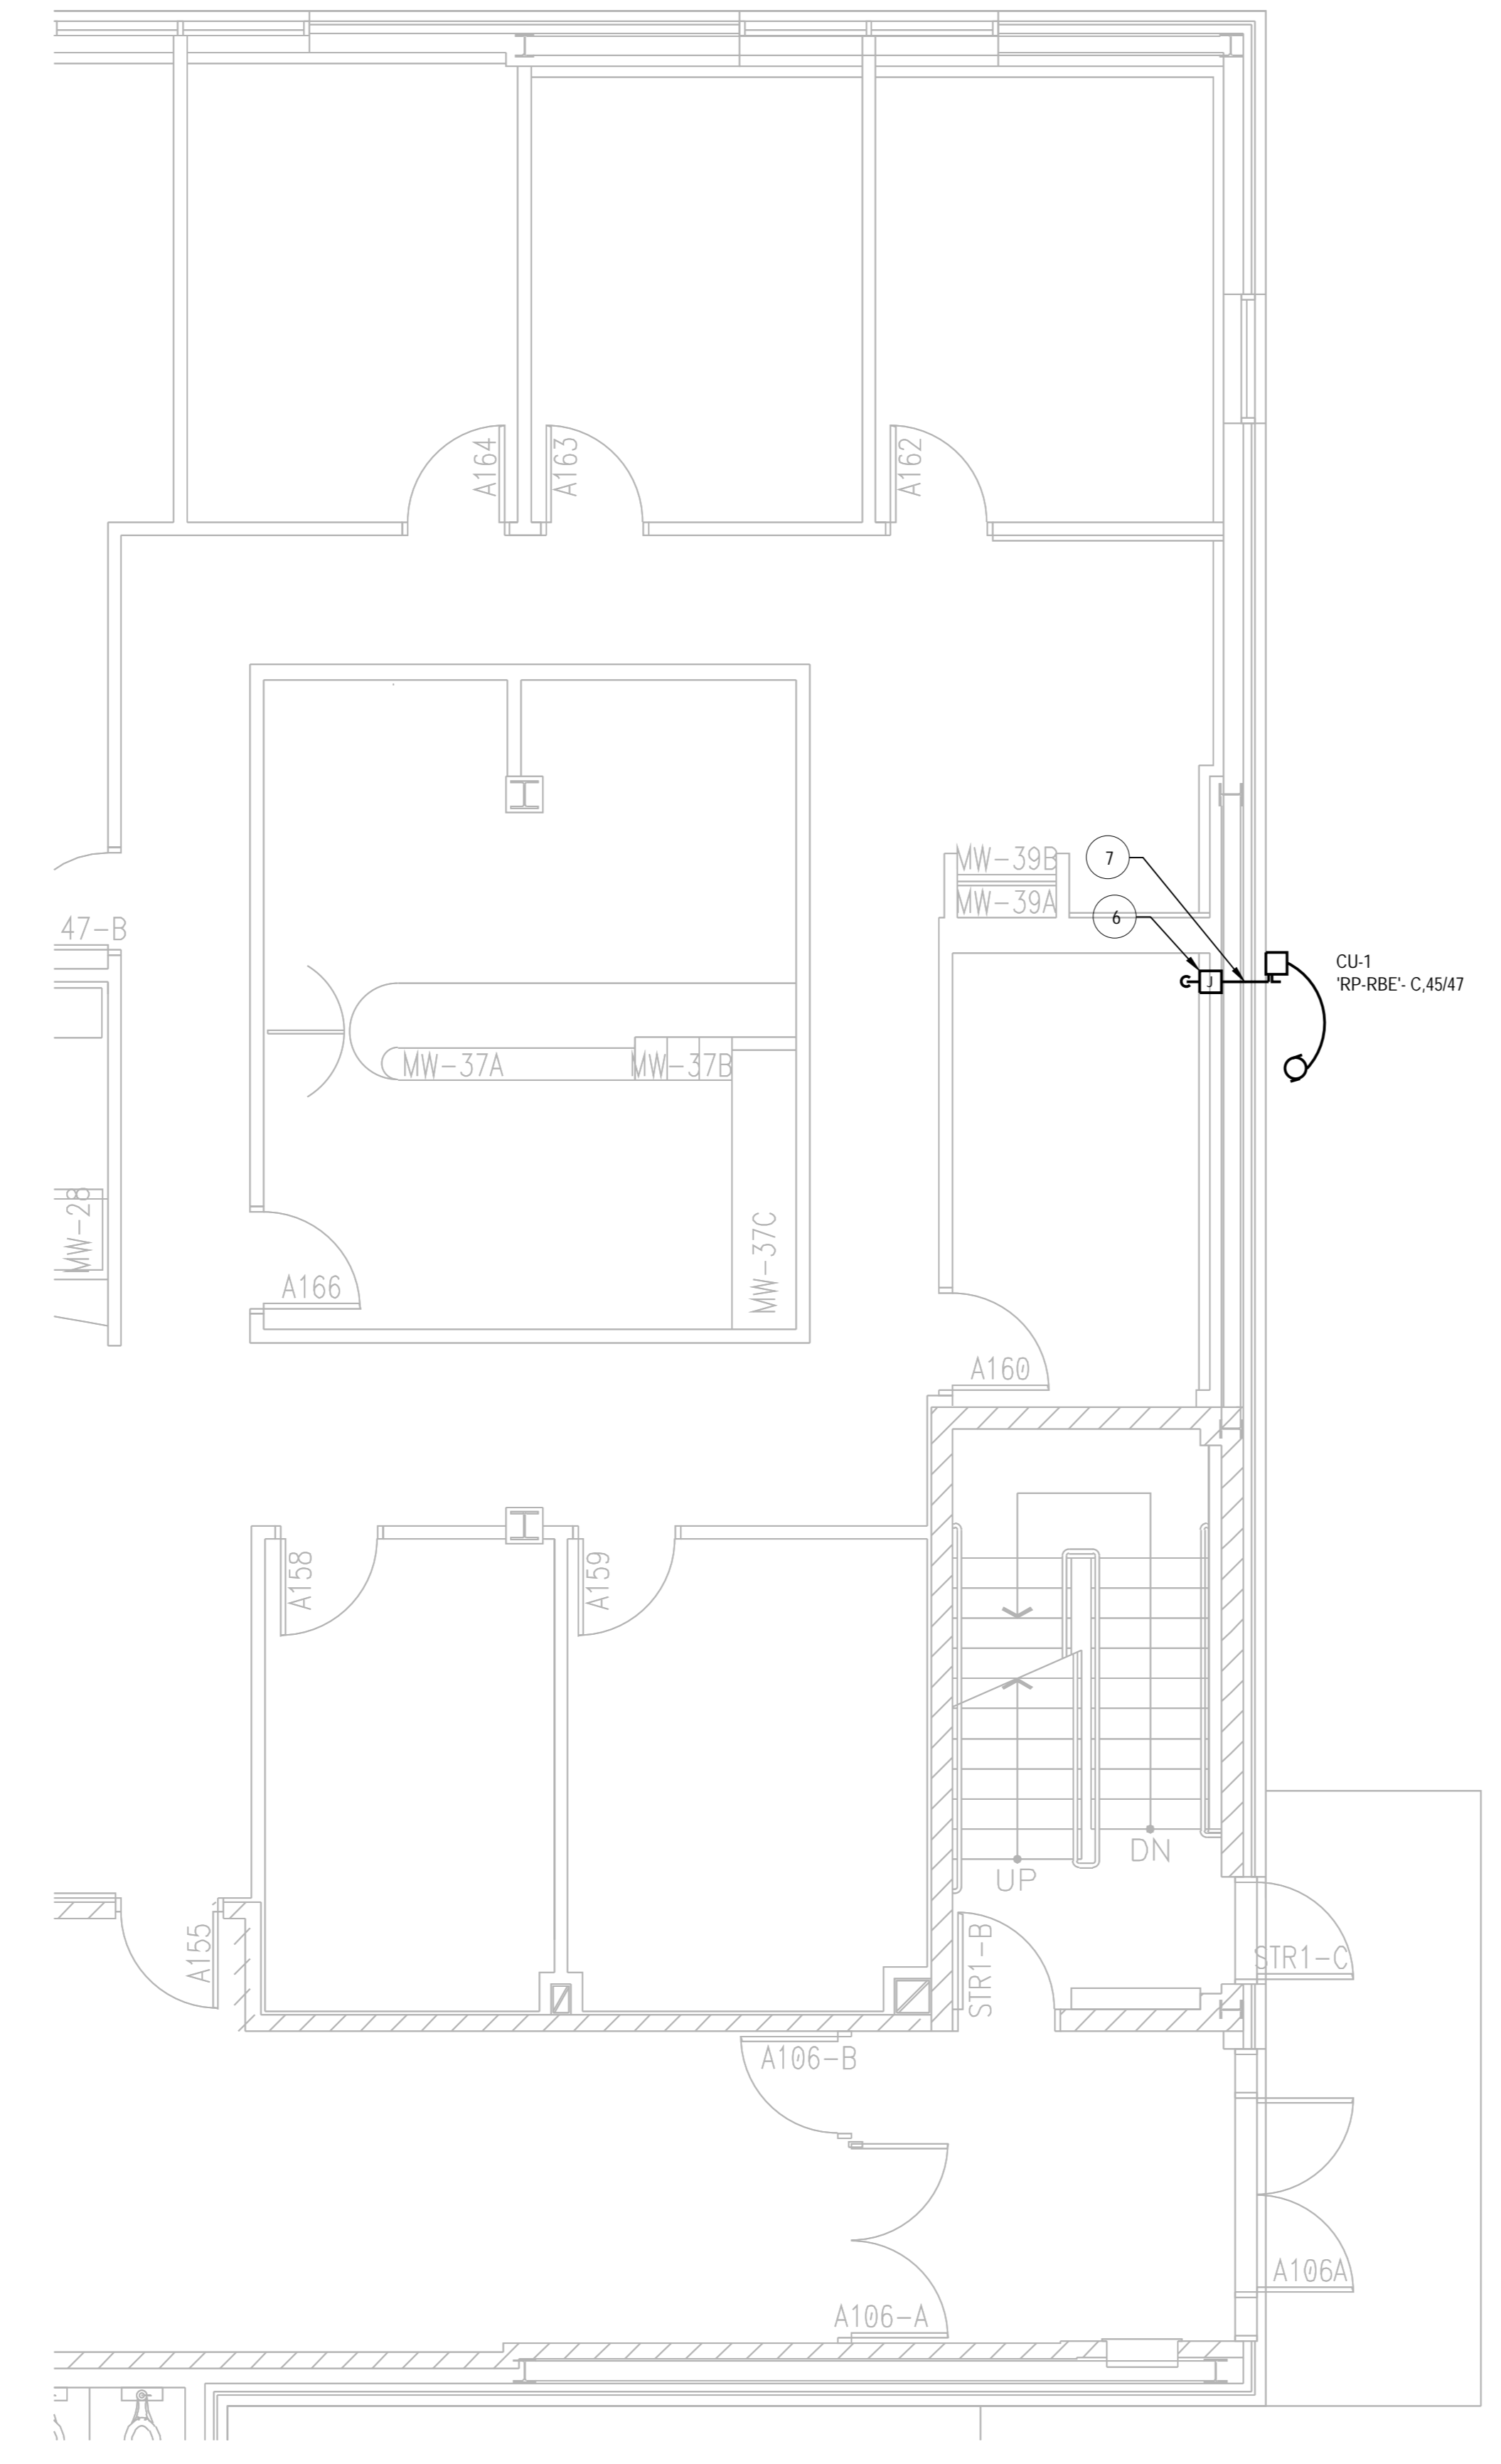 A164
A163
A162
MW-39B
7
MW-39A
6
47-B
CU-1
J
'RP-RBE'- C,45/47
MW-37A
MW-37B
MW-28
MW-37C
A166
A160
A158
A159
DN
UP
A155
STR1-B
STR1-C
A106-B
A106A
A106-A